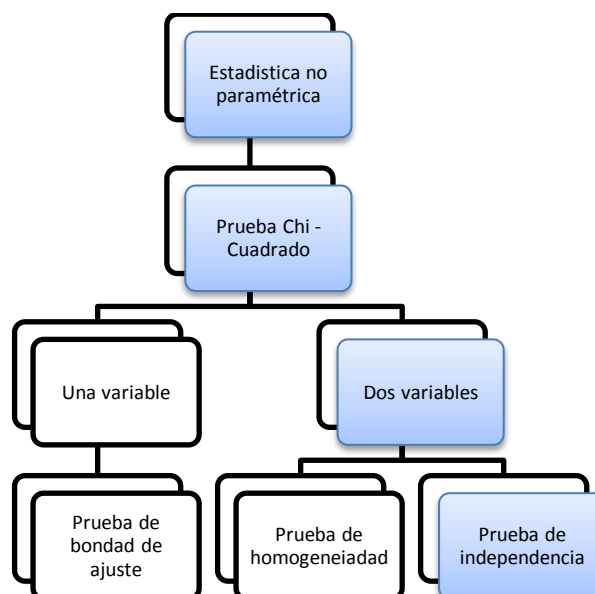 Estadistica no
paramétrica
Prueba Chi -
Cuadrado
Una variable
Dos variables
Prueba de
bondad de
ajuste
Prueba de
homogeneiadad
Prueba de
independencia